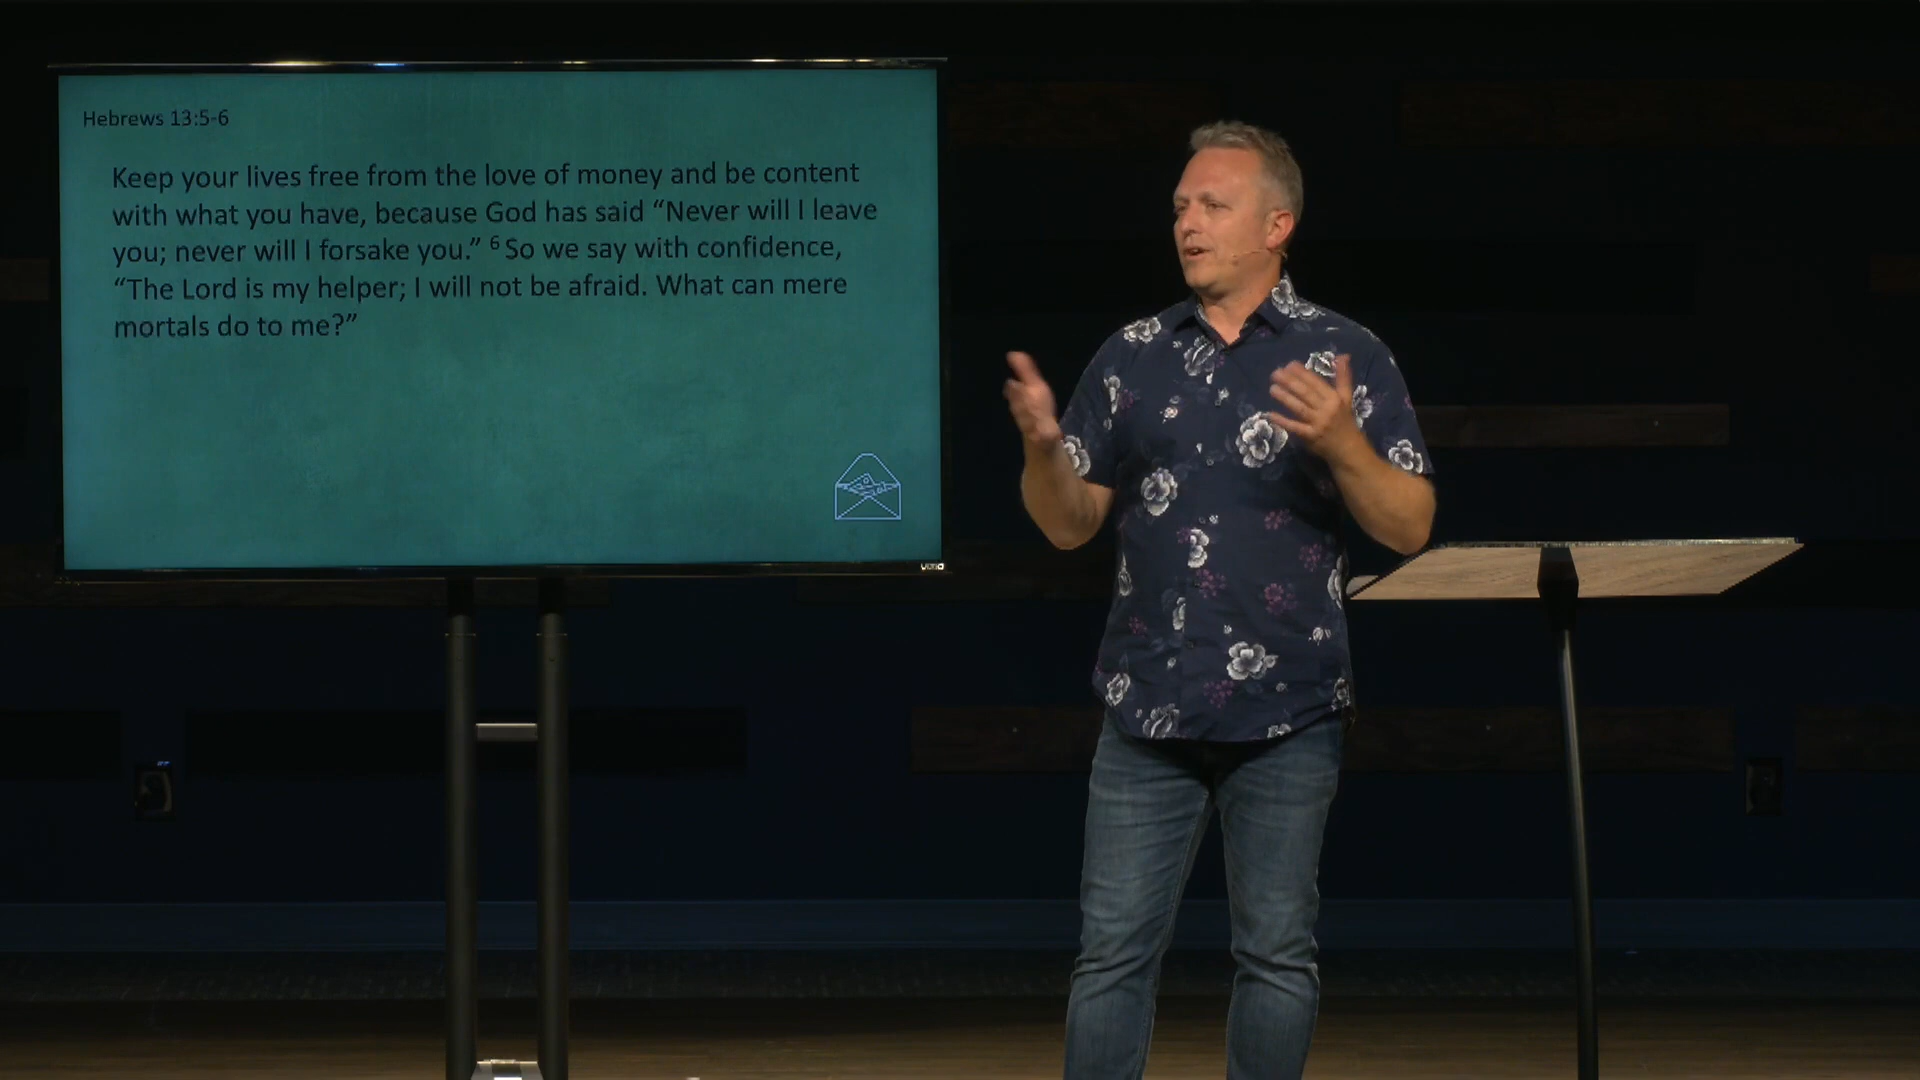 Hebrews 13:5-6
Keep your lives free from the love of money and be content
with what you have, because God has said “Never will I leave
you; never will I forsake you.” ⁶ So we say with confidence,
“The Lord is my helper; I will not be afraid. What can mere
mortals do to me?”
VIZIO